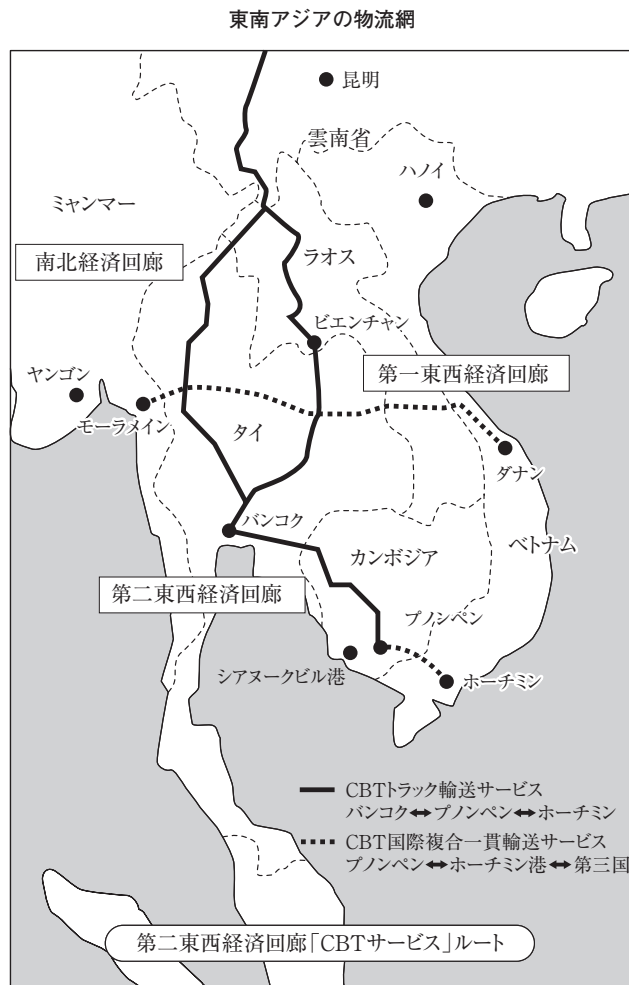 東南アジアの物流網
昆明
雲南省
ハノイ
ミャンマー
南北経済回廊
ラオス
ビエンチャン
ヤンゴン
第一東西経済回廊
モーラメイン
タイ
ダナン
バンコク
カンボジア
ベトナム
第二東西経済回廊
プノンペン
シアヌークビル港
ホーチミン
CBTトラック輸送サービス
バンコク⬌プノンペン⬌ホーチミン
CBT国際複合一貫輸送サービス
プノンペン⬌ホーチミン港⬌第三国
第二東西経済回廊「CBTサービス」ルート